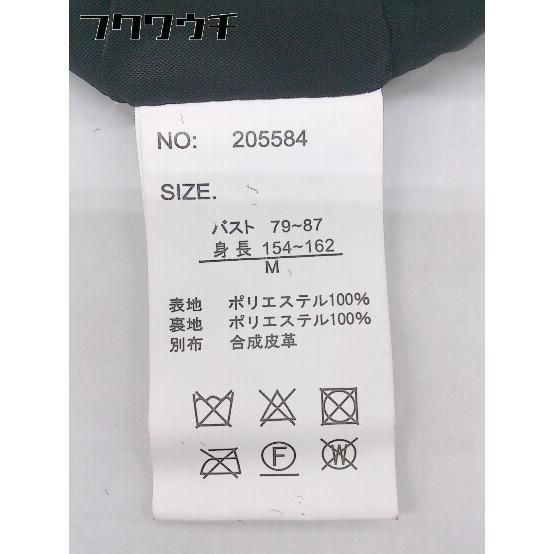 フクウクチ
NO: 205584
SIZE.
バスト 79~87
身長 154~162
M
表地 ポリエステル100%
裏地 ポリエステル100%
別布 合成皮革
F
W